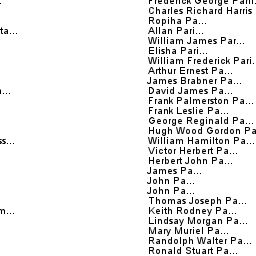 Frederick George Pari.
Charles Richard Harris
Ropiha Pa...
ta... Allan Pari...
William James Par...
Elisha Pari...
William Frederick Pari.
Arthur Ernest Pa...
James Brabner Pa...
... David James Pa...
Frank Palmerston Pa...
Frank Leslie Pa...
George Reginald Pa...
Hugh Wood Gordon Pa
ss... William Hamilton Pa...
Victor Herbert Pa...
Herbert John Pa...
James Pa...
John Pa...
John Pa...
Thomas Joseph Pa...
m... Keith Rodney Pa...
Lindsay Morgan Pa...
Mary Muriel Pa...
Randolph Walter Pa...
Ronald Stuart Pa...